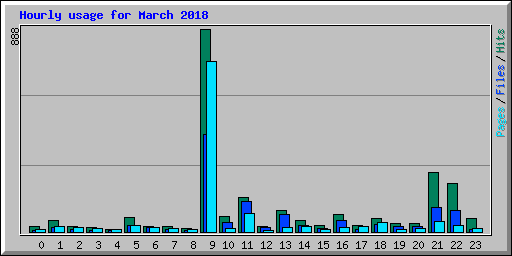 Hourly usage for March 2018
888
Pages/Files/Hits
0 1 2 3 4 5 6 7 8 9 10 11 12 13 14 15 16 17 18 19 20 21 22 23